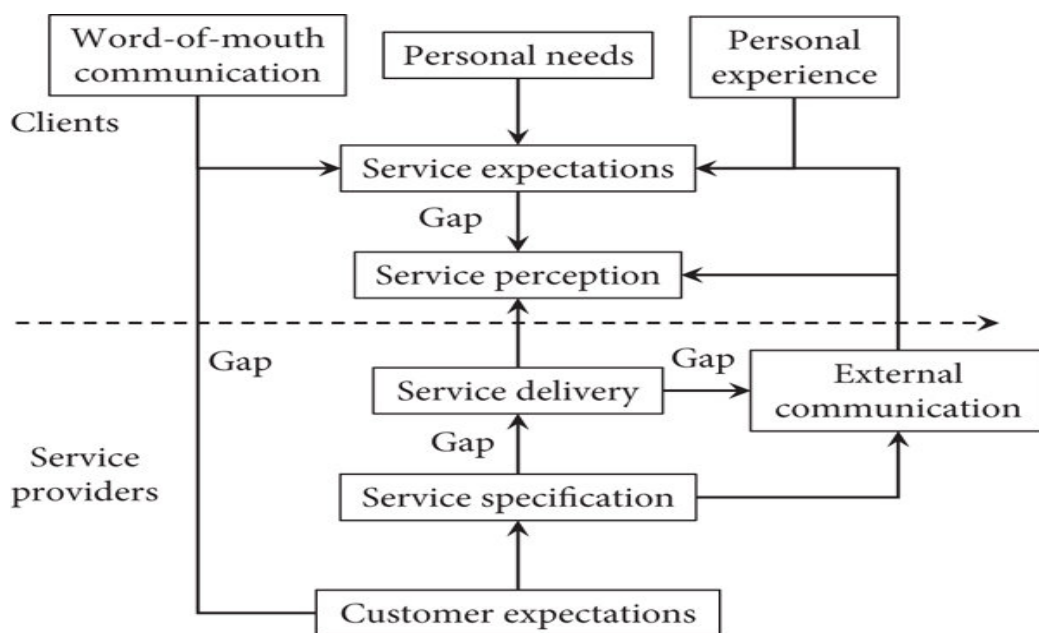 Word-of-mouth
communication
Personal needs
Personal
experience
Clients
Service expectations
Gap
Service perception
Gap
Gap
Service delivery
External
communication
Gap
Service
providers
Service specification
Customer expectations